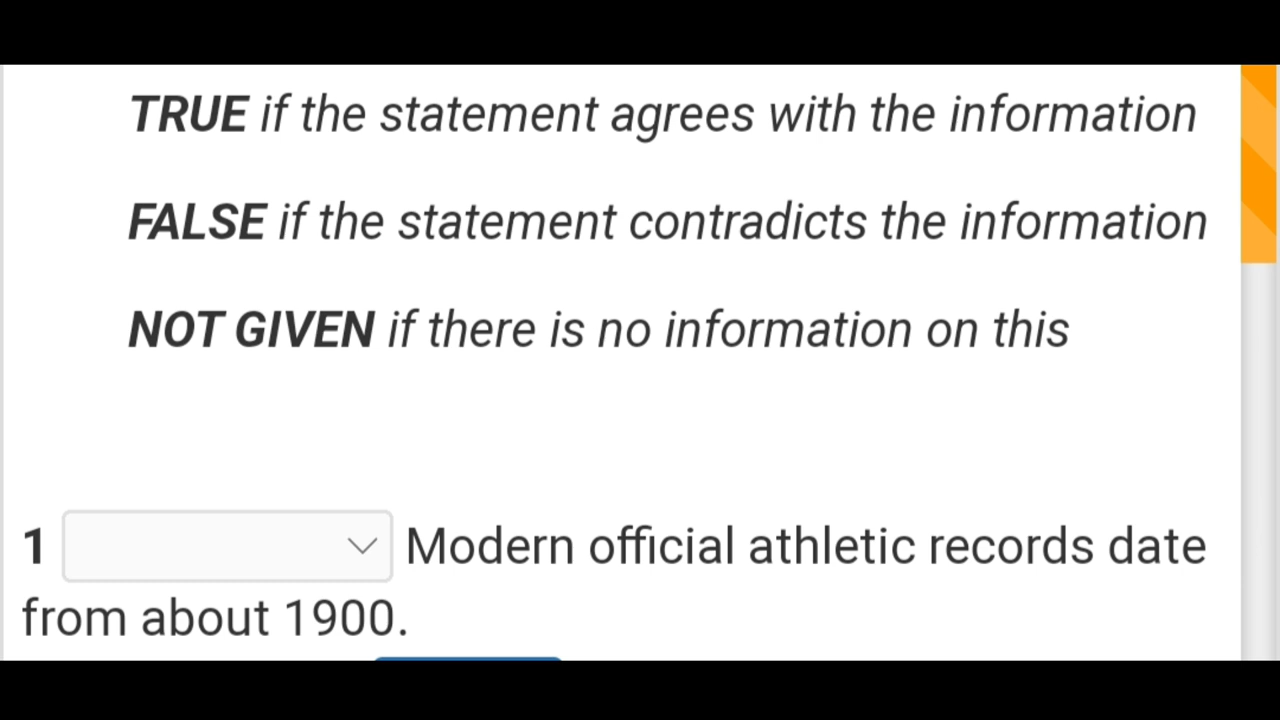 TRUE if the statement agrees with the information
FALSE if the statement contradicts the information
NOT GIVEN if there is no information on this
1 Modern official athletic records date
from about 1900.